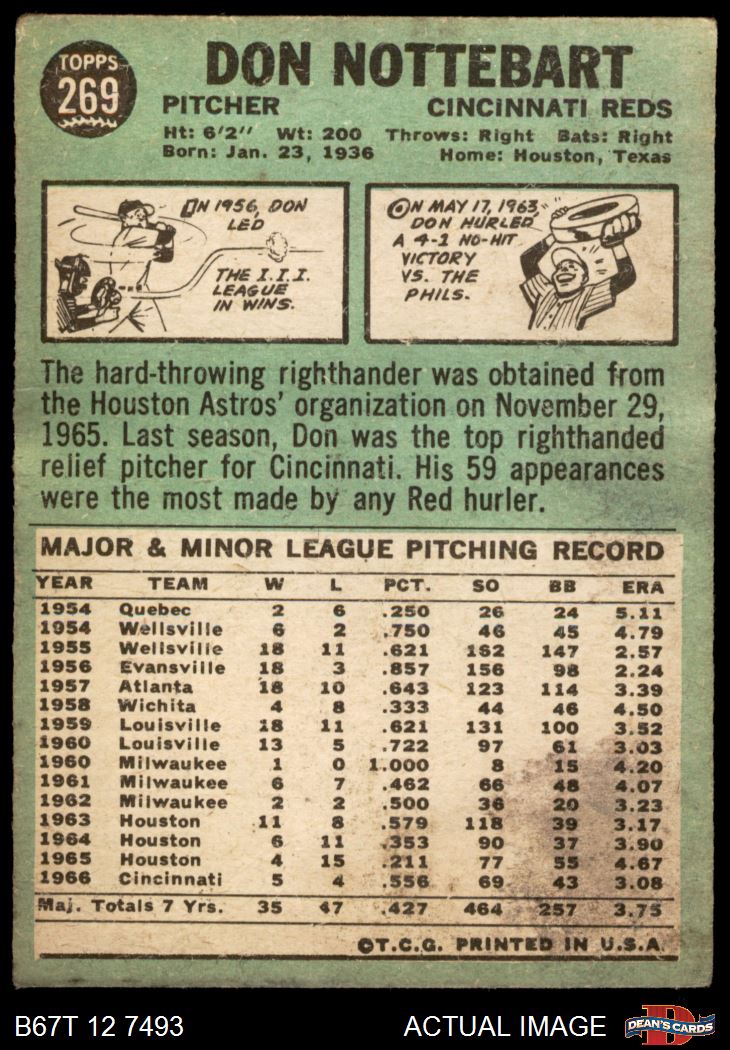 TOPPS
269
DON NOTTEBART
PITCHER CINCINNATI REDS
Ht: 6'2" Wt: 200 Throws: Right Bats: Right
Born: Jan. 23, 1936 Home: Houston, Texas
IN 1956, DON
LED
THE I.I.I.
LEAGUE
IN WINS.
ON MAY 17, 1963,
DON HURLED
A 4-1 NO-HIT
VICTORY
VS. THE
PHILS.
The hard-throwing righthander was obtained from
the Houston Astros' organization on November 29,
1965. Last season, Don was the top righthanded
relief pitcher for Cincinnati. His 59 appearances
were the most made by any Red hurler.
MAJOR & MINOR LEAGUE PITCHING RECORD
YEAR TEAM W L PCT. SO BB ERA
1954 Quebec 2 6 .250 26 24 5.11
1954 Wellsville 6 2 .750 46 45 4.79
1955 Wellsville 18 11 .621 162 147 2.57
1956 Evansville 18 3 .857 156 98 2.24
1957 Atlanta 18 10 .643 123 114 3.39
1958 Wichita 4 8 .333 44 46 4.50
1959 Louisville 18 11 .621 131 100 3.52
1960 Louisville 13 5 .722 97 61 3.03
1960 Milwaukee 1 0 1.000 8 15 4.20
1961 Milwaukee 6 7 .462 66 48 4.07
1962 Milwaukee 2 2 .500 36 20 3.23
1963 Houston 11 8 .579 118 39 3.17
1964 Houston 6 11 .353 90 37 3.90
1965 Houston 4 15 .211 77 55 4.67
1966 Cincinnati 5 4 .556 69 43 3.08
Maj. Totals 7 Yrs. 35 47 .427 464 257 3.75
©T.C.G. PRINTED IN U.S.A.
B67T 12 7493 ACTUAL IMAGE
D
DEAN'S CARDS